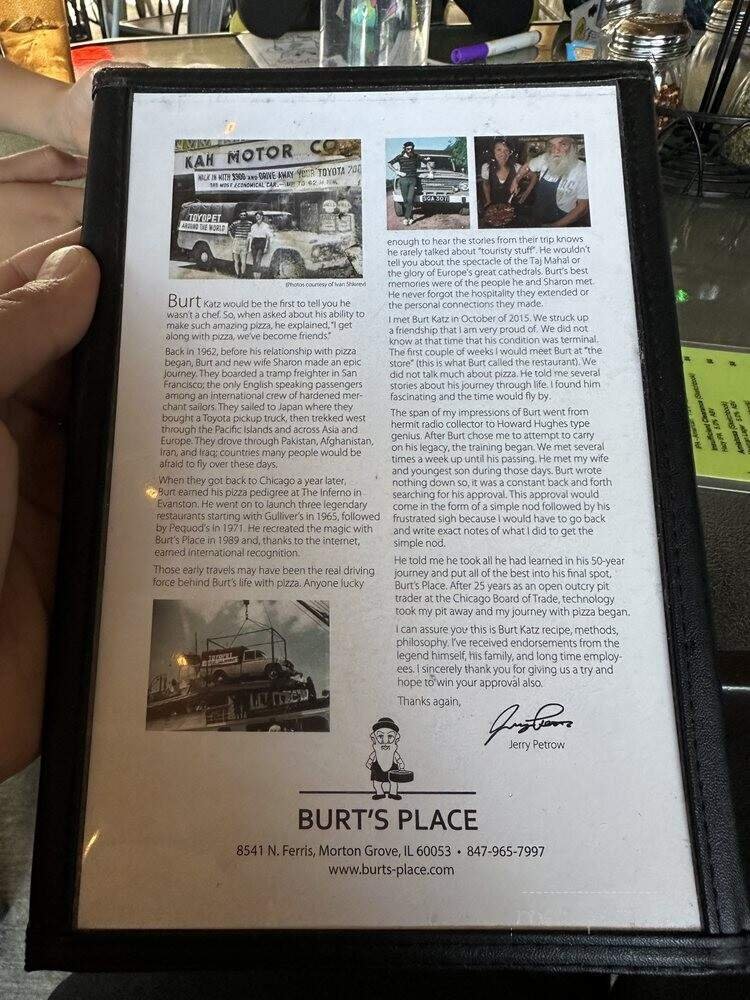 KAH MOTOR CO
WALK IN WITH $900 AND DRIVE AWAY YOUR TOYOTA 700
TOYOPET
AROUND THE WORLD
(Photos courtesy of Ivan Shkrev)
Burt Katz would be the first to tell you he
wasn't a chef. So, when asked about his ability to
make such amazing pizza, he explained, "I get
along with pizza, we've become friends."
Back in 1962, before his relationship with pizza
began, Burt and new wife Sharon made an epic
journey. They boarded a tramp freighter in San
Francisco; the only English speaking passengers
among an international crew of hardened mer-
chant sailors. They sailed to Japan where they
bought a Toyota pickup truck, then trekked west
through the Pacific Islands and across Asia and
Europe. They drove through Pakistan, Afghanistan,
Iran, and Iraq; countries many people would be
afraid to fly over these days.
When they got back to Chicago a year later,
Burt earned his pizza pedigree at The Inferno in
Evanston. He went on to launch three legendary
restaurants starting with Gulliver's in 1965, followed
by Pequod's in 1971. He recreated the magic with
Burt's Place in 1989 and, thanks to the internet,
earned international recognition.
Those early travels may have been the real driving
force behind Burt's life with pizza. Anyone lucky
enough to hear the stories from their trip knows
he rarely talked about "touristy stuff". He wouldn't
tell you about the spectacle of the Taj Mahal or
the glory of Europe's great cathedrals. Burt's best
memories were of the people he and Sharon met.
He never forgot the hospitality they extended or
the personal connections they made.
I met Burt Katz in October of 2015. We struck up
a friendship that I am very proud of. We did not
know at that time that his condition was terminal.
The first couple of weeks I would meet Burt at "the
store" (this is what Burt called the restaurant). We
did not talk much about pizza. He told me several
stories about his journey through life. I found him
fascinating and the time would fly by.
The span of my impressions of Burt went from
hermit radio collector to Howard Hughes type
genius. After Burt chose me to attempt to carry
on his legacy, the training began. We met several
times a week up until his passing. He met my wife
and youngest son during those days. Burt wrote
nothing down so, it was a constant back and forth
searching for his approval. This approval would
come in the form of a simple nod followed by his
frustrated sigh because I would have to go back
and write exact notes of what I did to get the
simple nod.
He told me he took all he had learned in his 50-year
journey and put all of the best into his final spot,
Burt's Place. After 25 years as an open outcry pit
trader at the Chicago Board of Trade, technology
took my pit away and my journey with pizza began.
I can assure you this is Burt Katz recipe, methods,
philosophy. I've received endorsements from the
legend himself, his family, and long time employ-
ees. I sincerely thank you for giving us a try and
hope to win your approval also.
Thanks again,
Jerry Petrow
BURT'S PLACE
8541 N. Ferris, Morton Grove, IL 60053 • 847-965-7997
www.burts-place.com